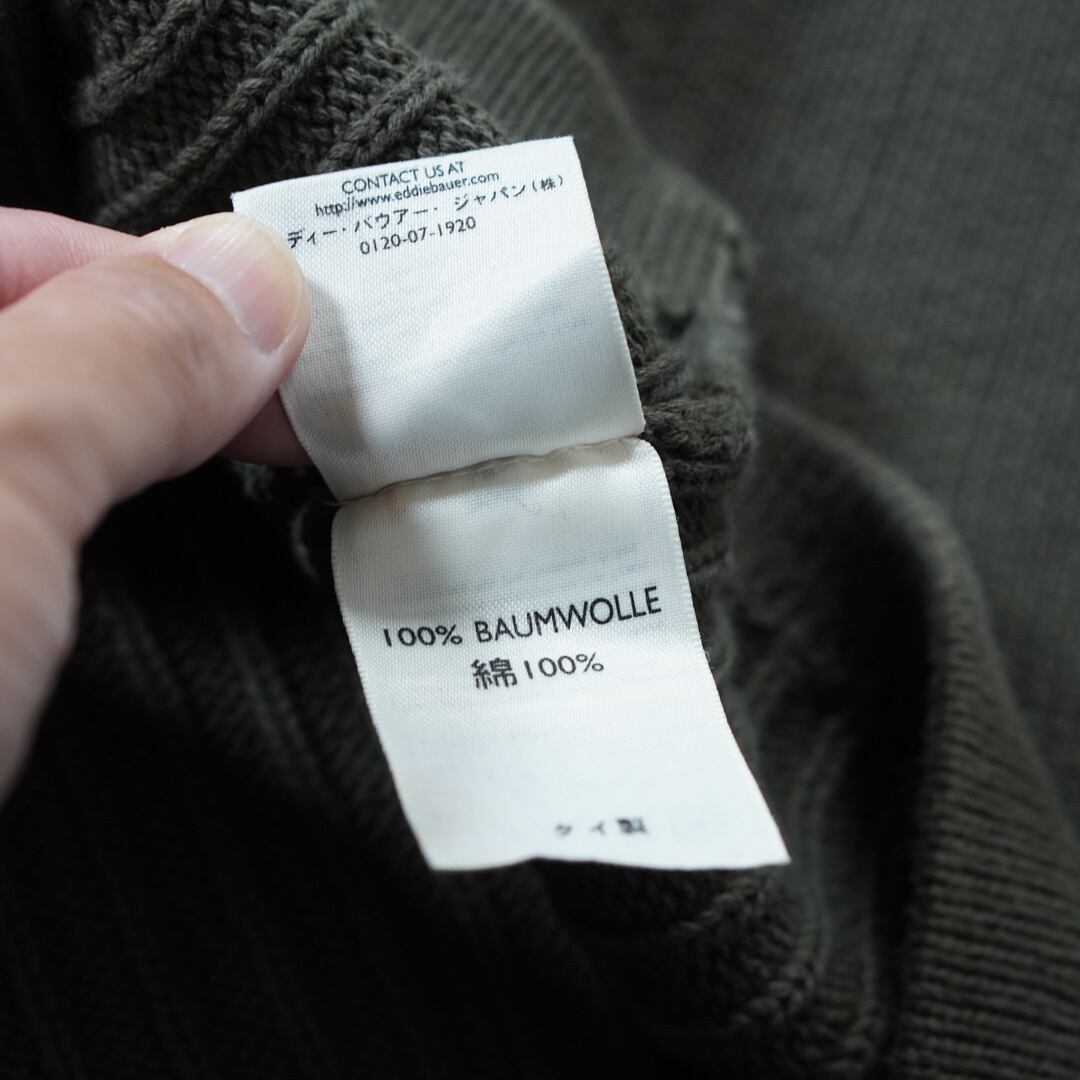 CONTACT US AT
http://www.eddiebauer.com
ディー・バウアー・ジャパン(株)
0120-07-1920
100% BAUMWOLLE
綿100%
タイ製